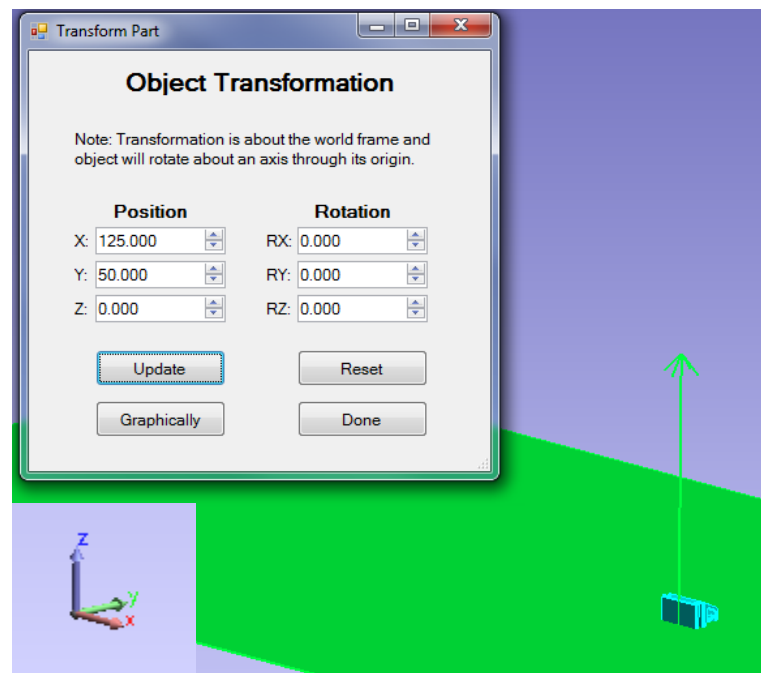 Transform Part
Object Transformation
Note: Transformation is about the world frame and
object will rotate about an axis through its origin.
Position Rotation
X: 125.000 RX: 0.000
Y: 50.000 RY: 0.000
Z: 0.000 RZ: 0.000
Update Reset
Graphically Done
z
y
x